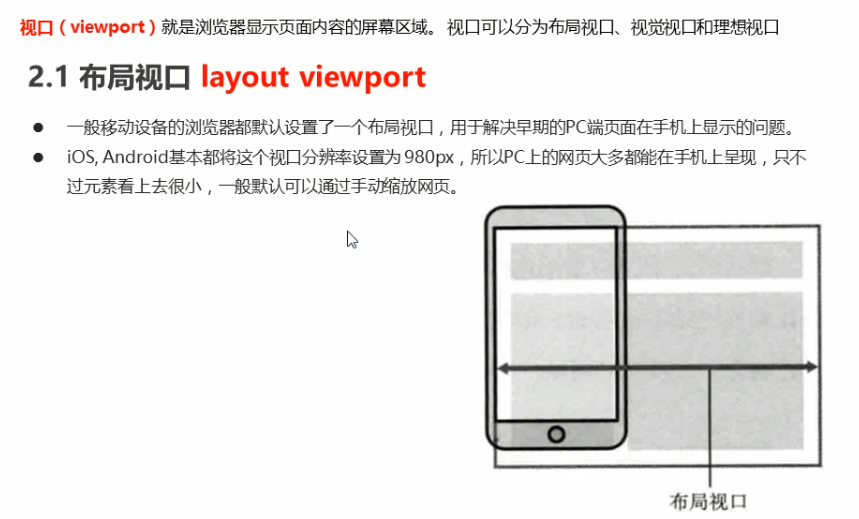 视口（viewport）就是浏览器显示页面内容的屏幕区域。 视口可以分为布局视口、视觉视口和理想视口
2.1 布局视口 layout viewport
● 一般移动设备的浏览器都默认设置了一个布局视口，用于解决早期的PC端页面在手机上显示的问题。
● iOS, Android基本都将这个视口分辨率设置为 980px，所以PC上的网页大多都能在手机上呈现，只不
过元素看上去很小，一般默认可以通过手动缩放网页。
布局视口